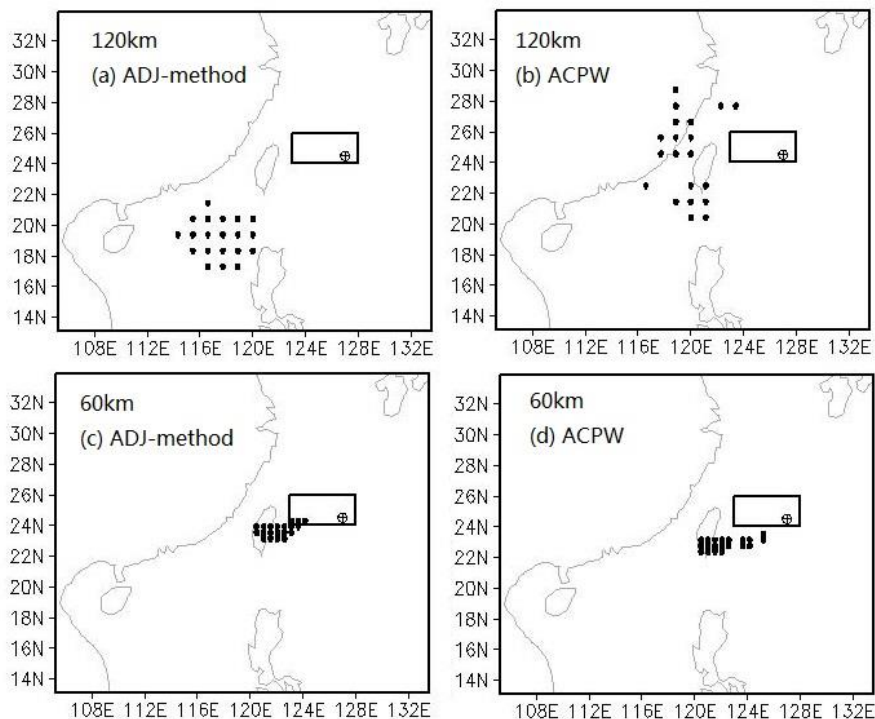 120km
(a) ADJ-method
32N
30N
28N
26N
24N
22N
20N
18N
16N
14N
108E 112E 116E 120E 124E 128E 132E
120km
(b) ACPW
32N
30N
28N
26N
24N
22N
20N
18N
16N
14N
108E 112E 116E 120E 124E 128E 132E
60km
(c) ADJ-method
32N
30N
28N
26N
24N
22N
20N
18N
16N
14N
108E 112E 116E 120E 124E 128E 132E
60km
(d) ACPW
32N
30N
28N
26N
24N
22N
20N
18N
16N
14N
108E 112E 116E 120E 124E 128E 132E